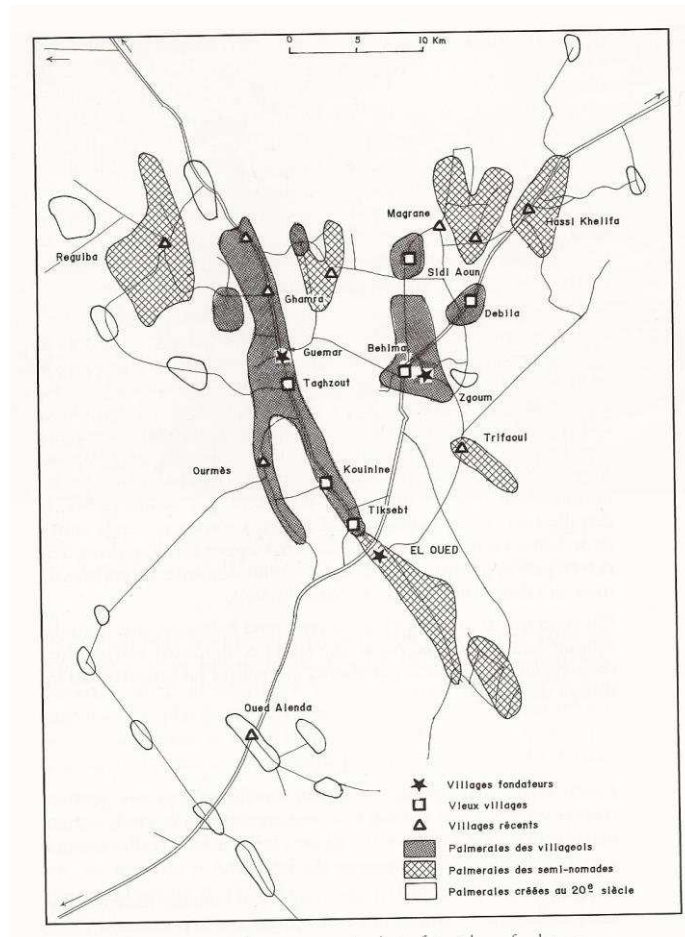 0 5 10 Km
Magrane
Hassi Khelifa
Reguiba
Sidi Aoun
Ghamra
Debila
Guemar
Behima
Taghzout
Zgoum
Trifaoui
Ourmès
Kouinine
Tiksebt
EL OUED
Oued Alenda
Villages fondateurs
Vieux villages
Villages récents
Palmeraies des villageois
Palmeraies des semi-nomades
Palmeraies créées au 20e siècle